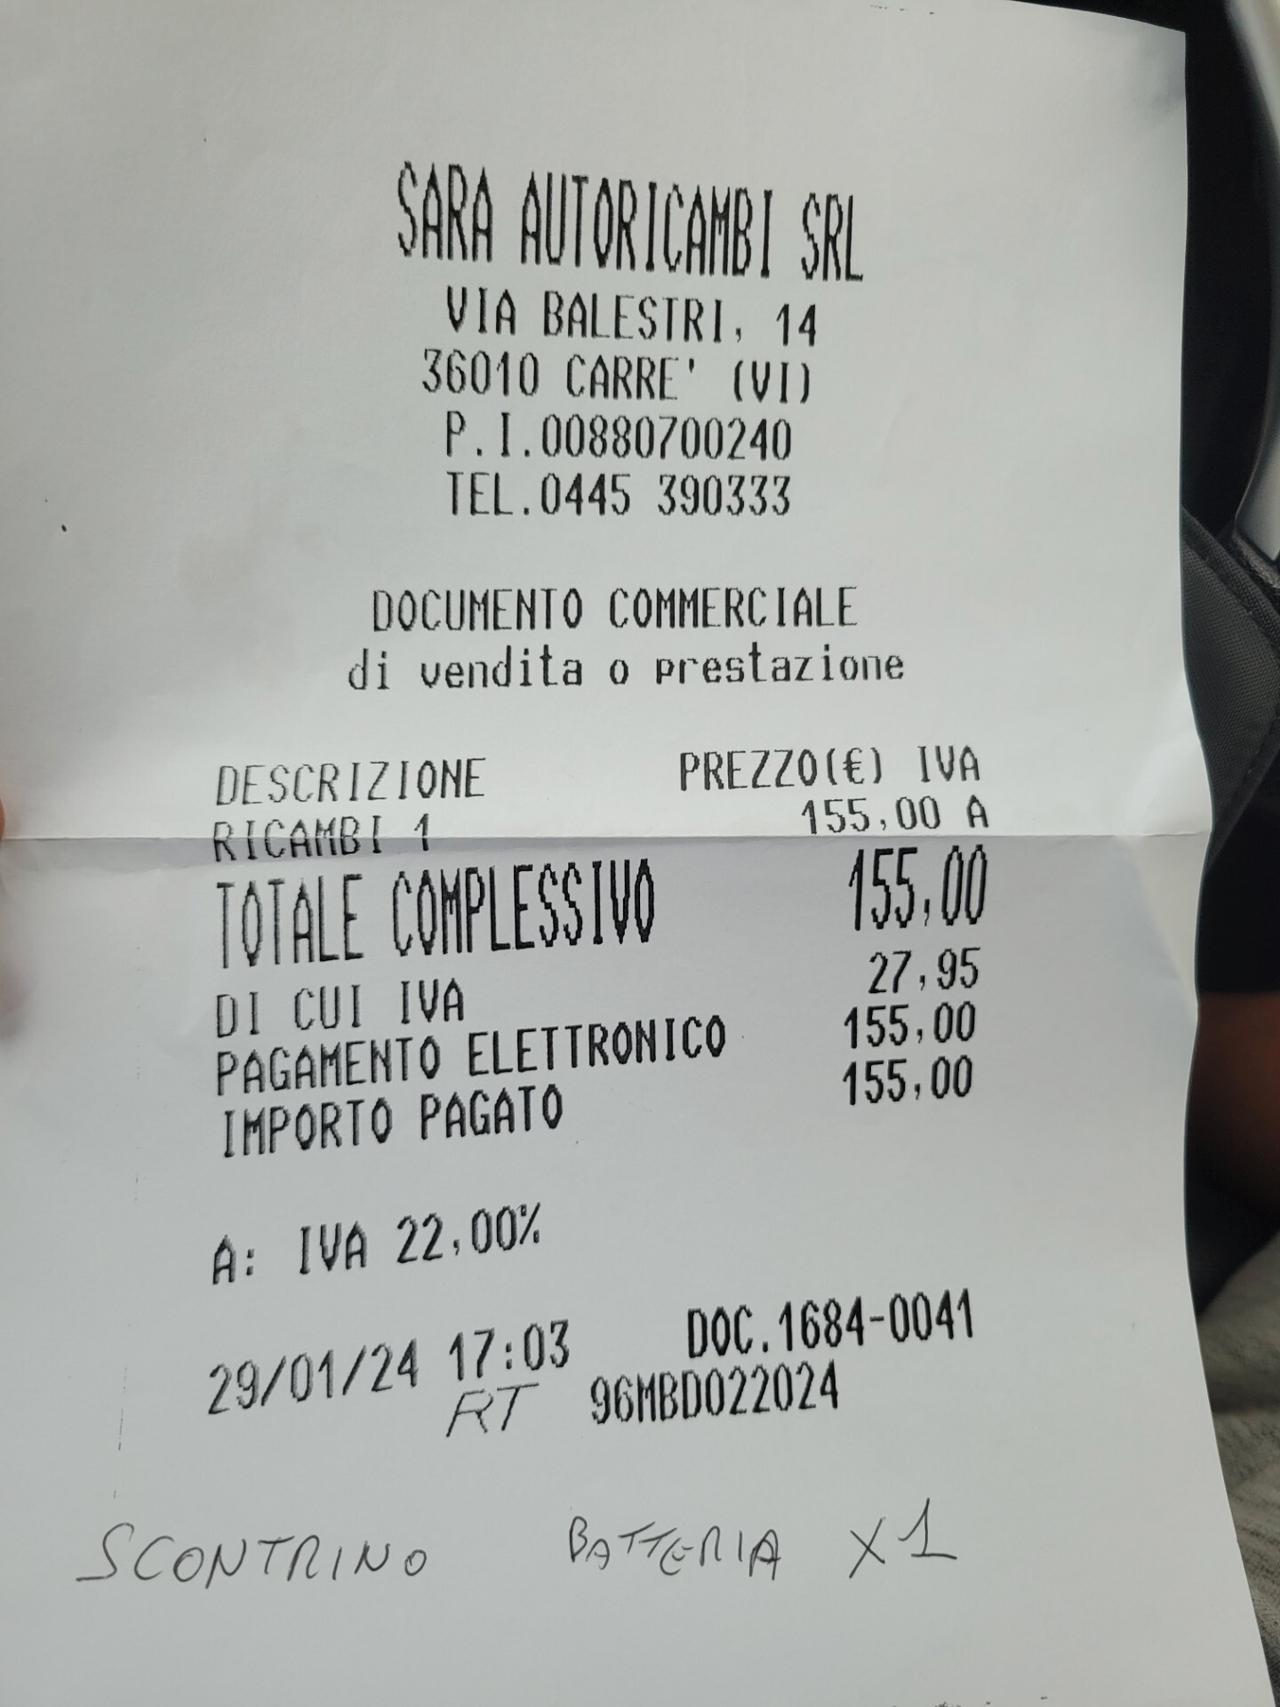 SARA AUTORICAMBI SRL
VIA BALESTRI, 14
36010 CARRE' (VI)
P.I.00880700240
TEL.0445 390333
DOCUMENTO COMMERCIALE
di vendita o prestazione
DESCRIZIONE PREZZO(€) IVA
RICAMBI 1 155,00 A
TOTALE COMPLESSIVO 155,00
DI CUI IVA 27,95
PAGAMENTO ELETTRONICO 155,00
IMPORTO PAGATO 155,00
A: IVA 22,00%
29/01/24 17:03 DOC.1684-0041
RT 96MBD022024
SCONTRINO BATTERIA X1